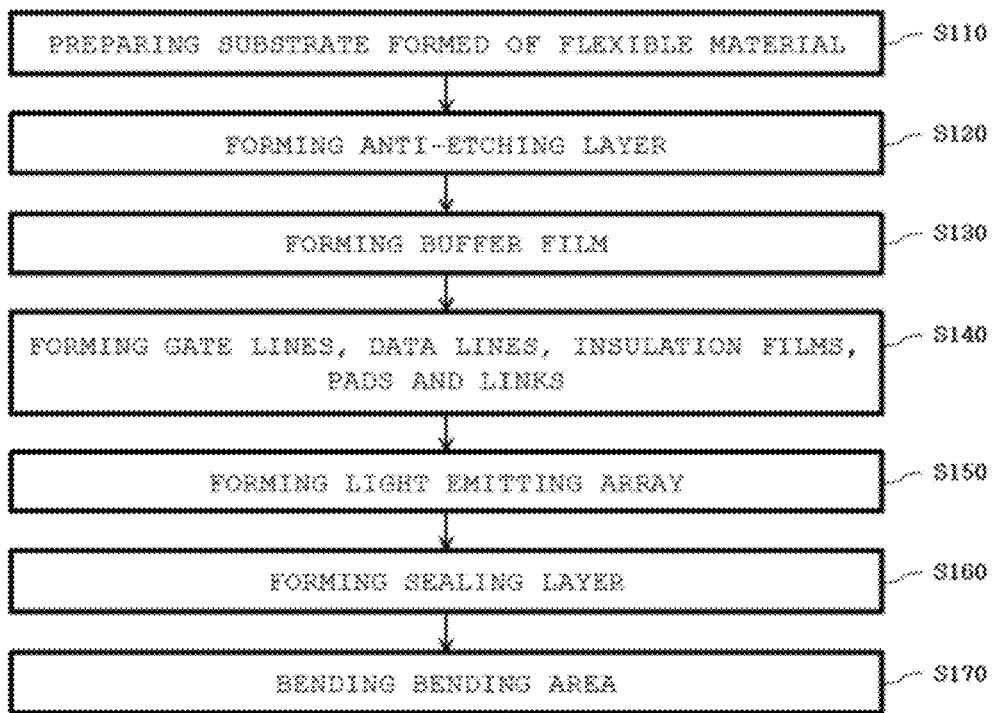 PREPARING SUBSTRATE FORMED OF FLEXIBLE MATERIAL S110
FORMING ANTI-ETCHING LAYER S120
FORMING BUFFER FILM S130
FORMING GATE LINES, DATA LINES, INSULATION FILMS, S140
PADS AND LINKS
FORMING LIGHT EMITTING ARRAY S150
FORMING SEALING LAYER S160
BENDING BENDING AREA S170